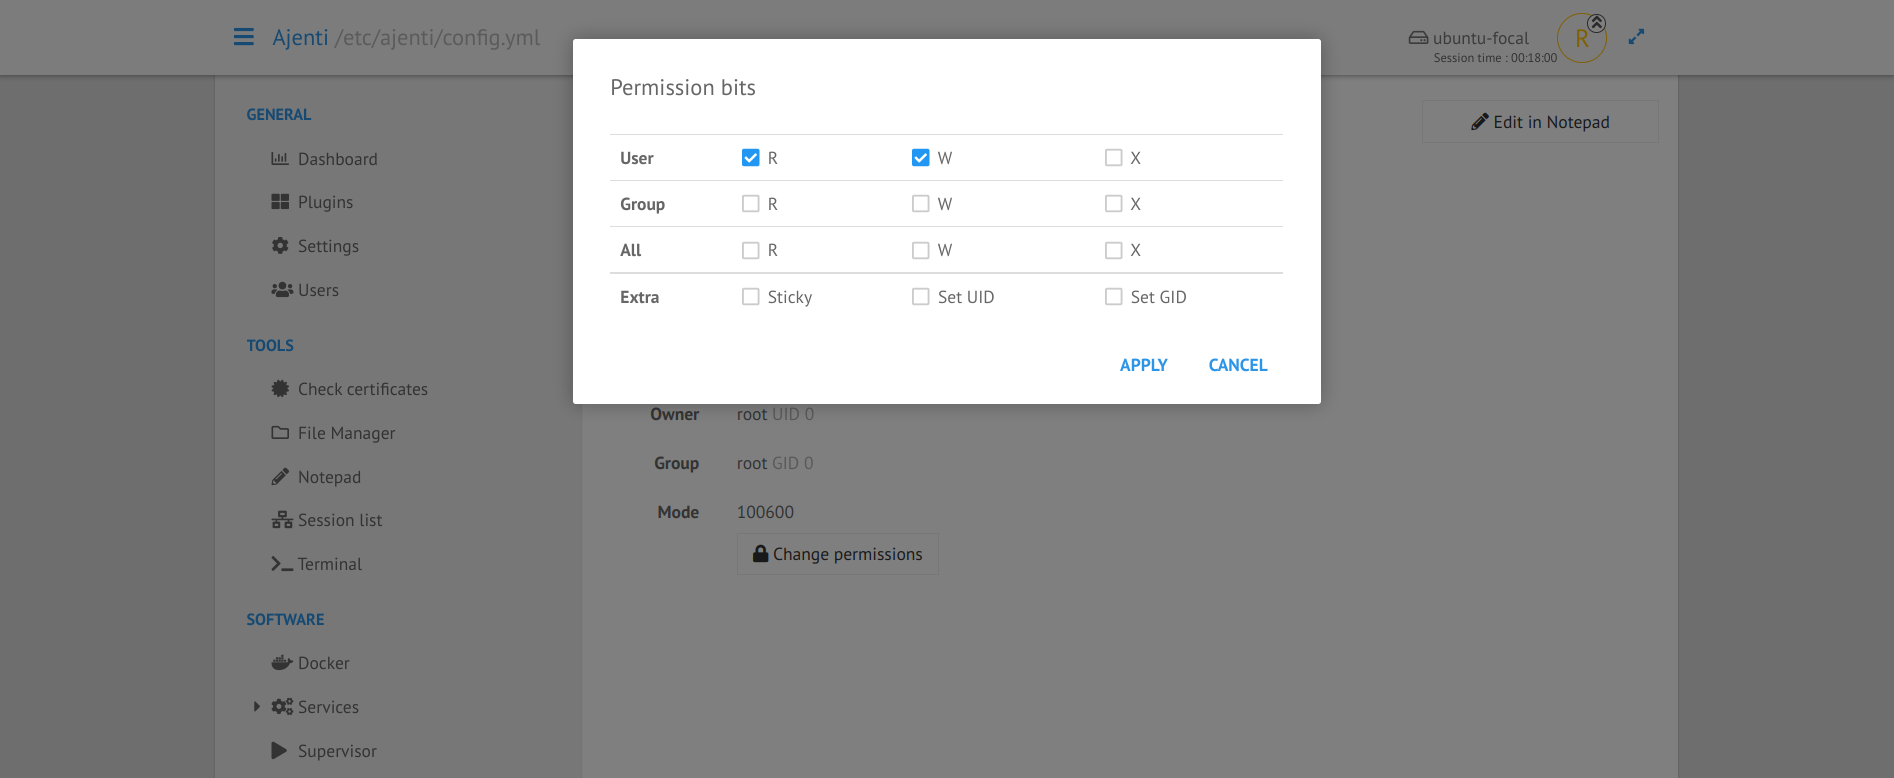 Ajenti /etc/ajenti/config.yml
ubuntu-focal
R
Session time : 00:18:00
Permission bits
User R W X
Group R W X
All R W X
Extra Sticky Set UID Set GID
APPLY CANCEL
GENERAL
Dashboard
Plugins
Settings
Users
TOOLS
Check certificates
File Manager
Notepad
Session list
Terminal
SOFTWARE
Docker
Services
Supervisor
Edit in Notepad
Owner root UID 0
Group root GID 0
Mode 100600
Change permissions